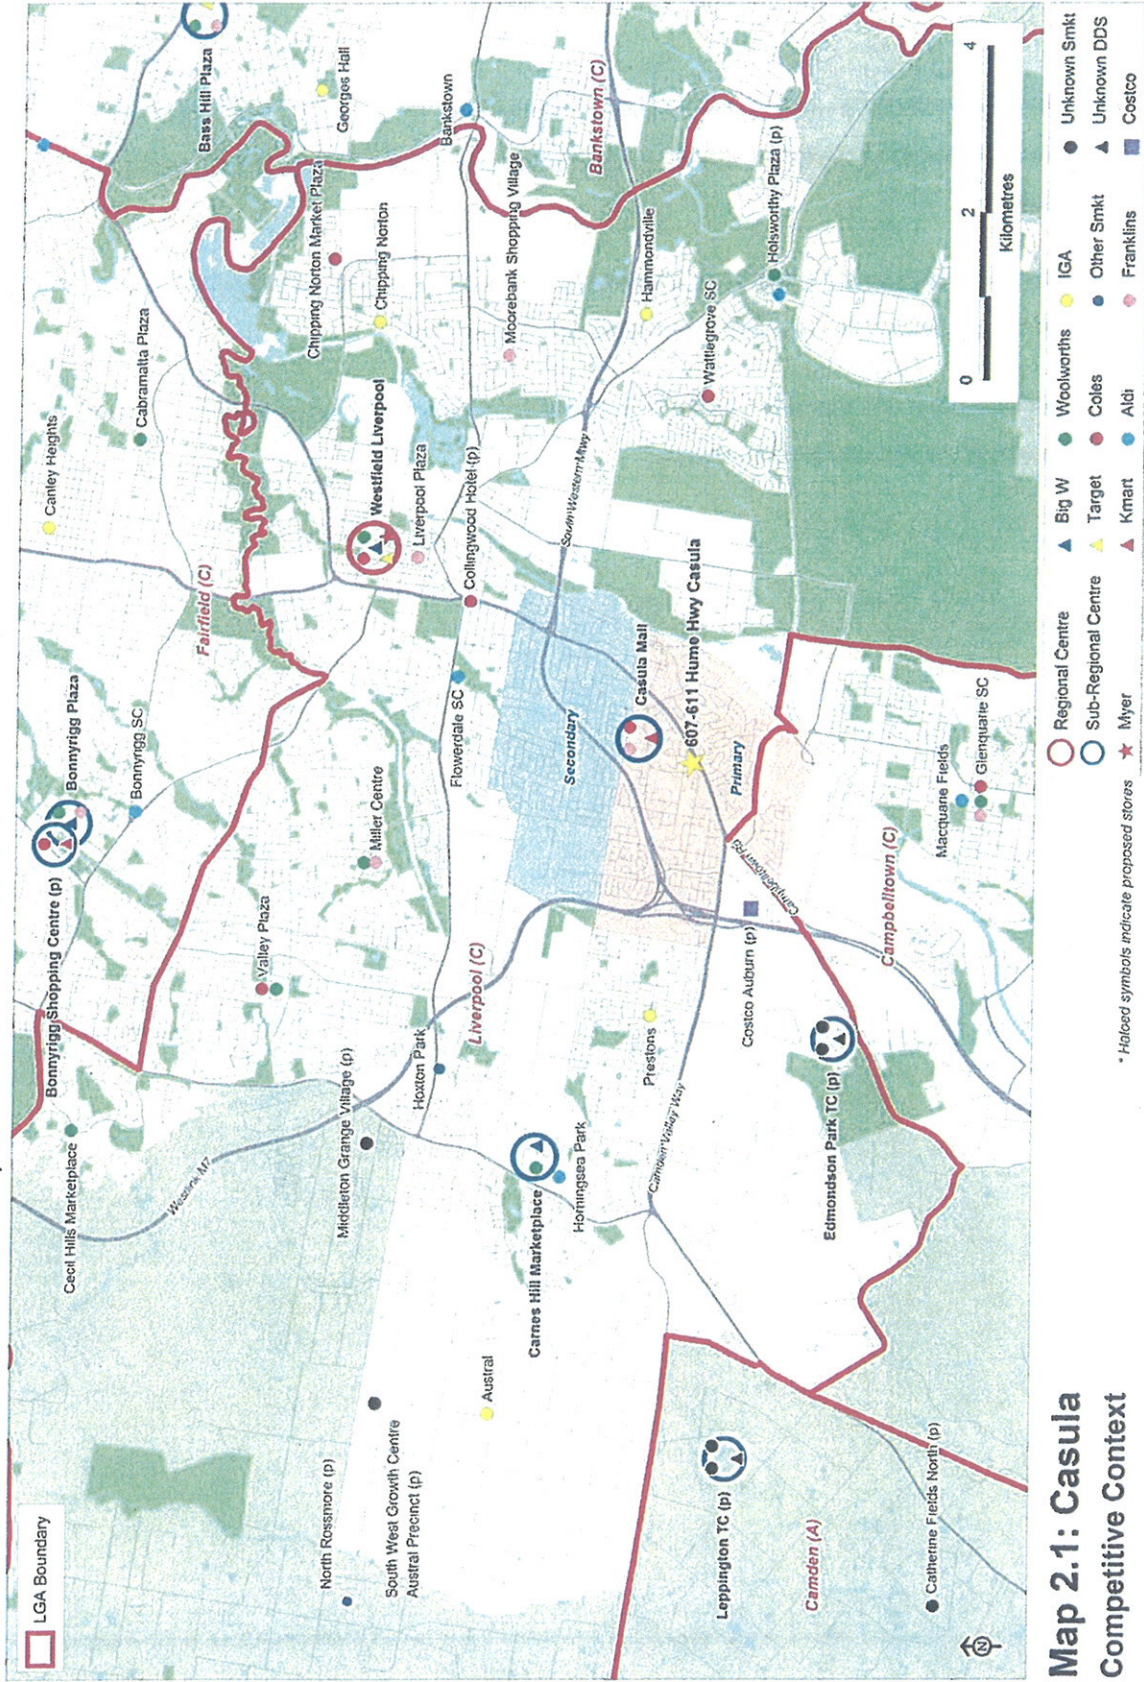 LGA Boundary
Cecil Hills Marketplace
Bonnyrigg Shopping Centre (p)
Bonnyrigg Plaza
Bonnyrigg SC
Canley Heights
Cabramatta Plaza
Bass Hill Plaza
Westlink M7
Valley Plaza
Fairfield (C)
Georges Hall
North Rossmore (p)
Middleton Grange Village (p)
Miller Centre
Westfield Liverpool
Chipping Norton Market Plaza
Chipping Norton
South West Growth Centre
Austral Precinct (p)
Hoxton Park
Liverpool Plaza
Bankstown
Austral
Liverpool (C)
Flowerdale SC
Collingwood Hotel (p)
Moorebank Shopping Village
Carnes Hill Marketplace
Horningsea Park
Secondary
South Western Mtwy
Bankstown (C)
Prestons
Casula Mall
Hammondville
Camden Valley Way
607-611 Hume Hwy Casula
Wattlegrove SC
Leppington TC (p)
Costco Auburn (p)
Primary
Holsworthy Plaza (p)
Campbelltown Rd
Camden (A)
Edmondson Park TC (p)
Campbelltown (C)
Catherine Fields North (p)
Macquarie Fields
Glenquarie SC
0
2
4
Kilometres
N
Map 2.1: Casula
Competitive Context
Regional Centre
Sub-Regional Centre
Myer
Big W
Target
Kmart
Woolworths
Coles
Aldi
IGA
Other Smkt
Franklins
Unknown Smkt
Unknown DDS
Costco
* Haloed symbols indicate proposed stores